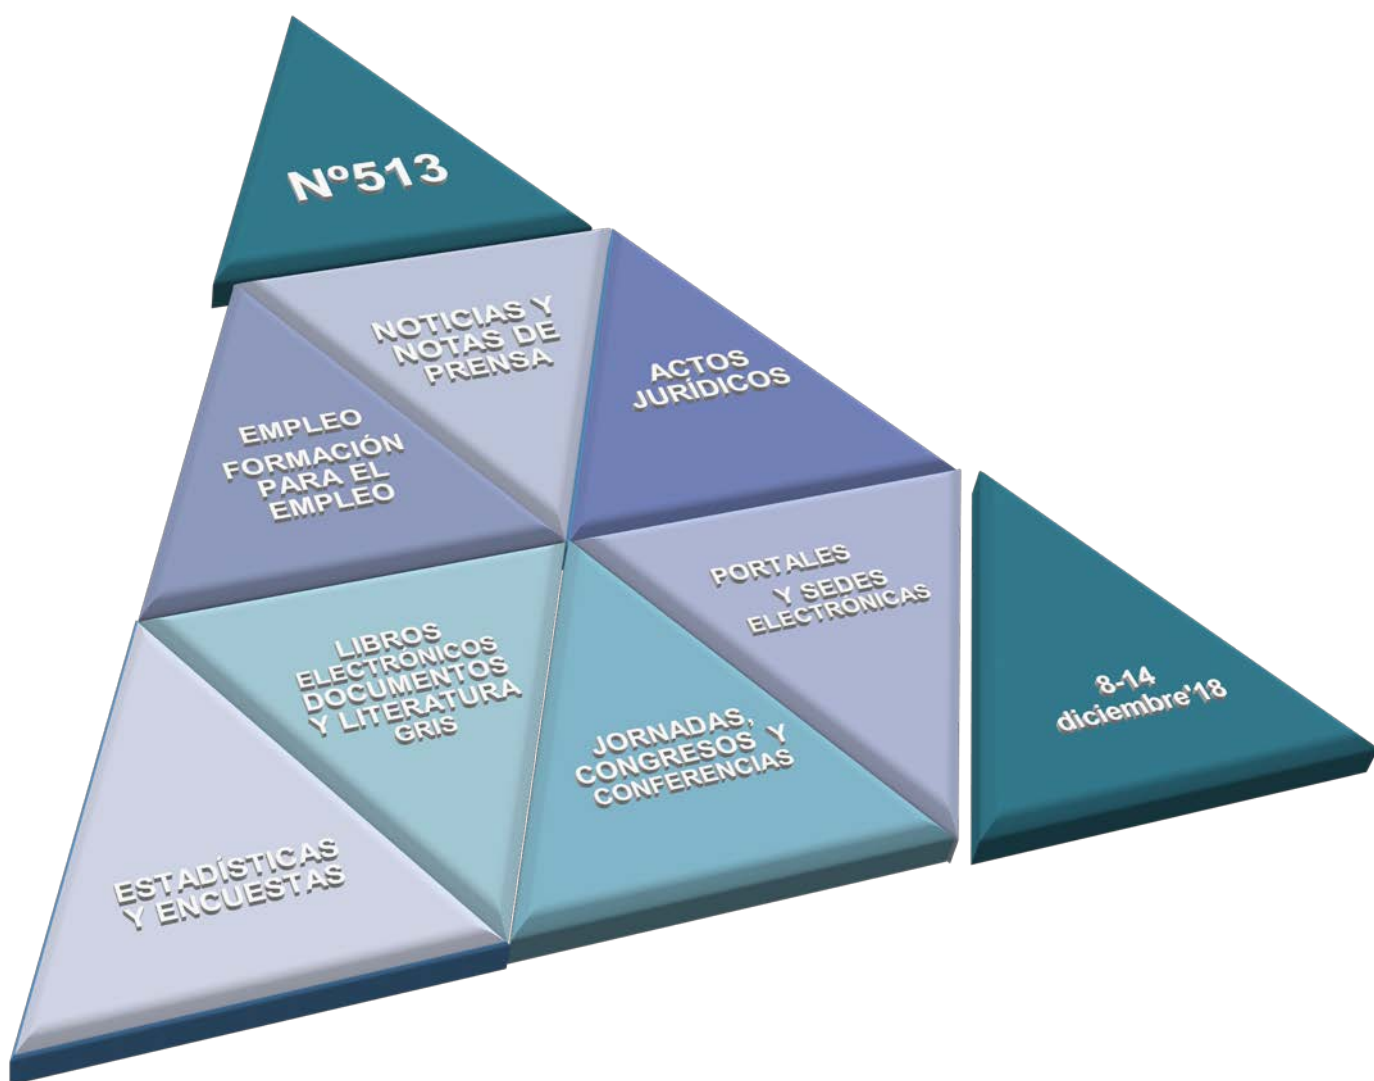 Nº513
NOTICIAS Y
NOTAS DE
PRENSA
ACTOS
JURÍDICOS
EMPLEO
FORMACIÓN
PARA EL
EMPLEO
PORTALES
Y SEDES
ELECTRÓNICAS
LIBROS
ELECTRÓNICOS
DOCUMENTOS
Y LITERATURA
GRIS
JORNADAS,
CONGRESOS Y
CONFERENCIAS
8-14
diciembre'18
ESTADÍSTICAS
Y ENCUESTAS